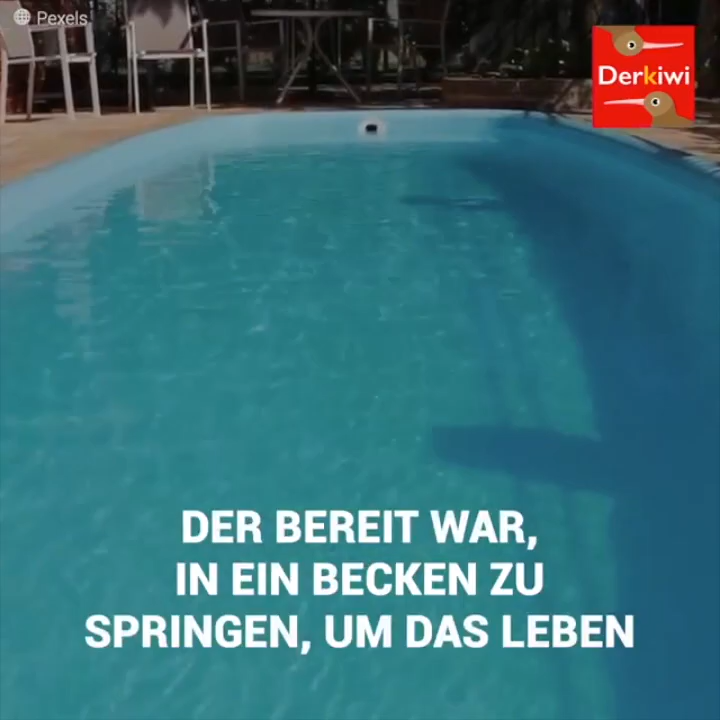 Pexels
Derkiwi
DER BEREIT WAR,
IN EIN BECKEN ZU
SPRINGEN, UM DAS LEBEN